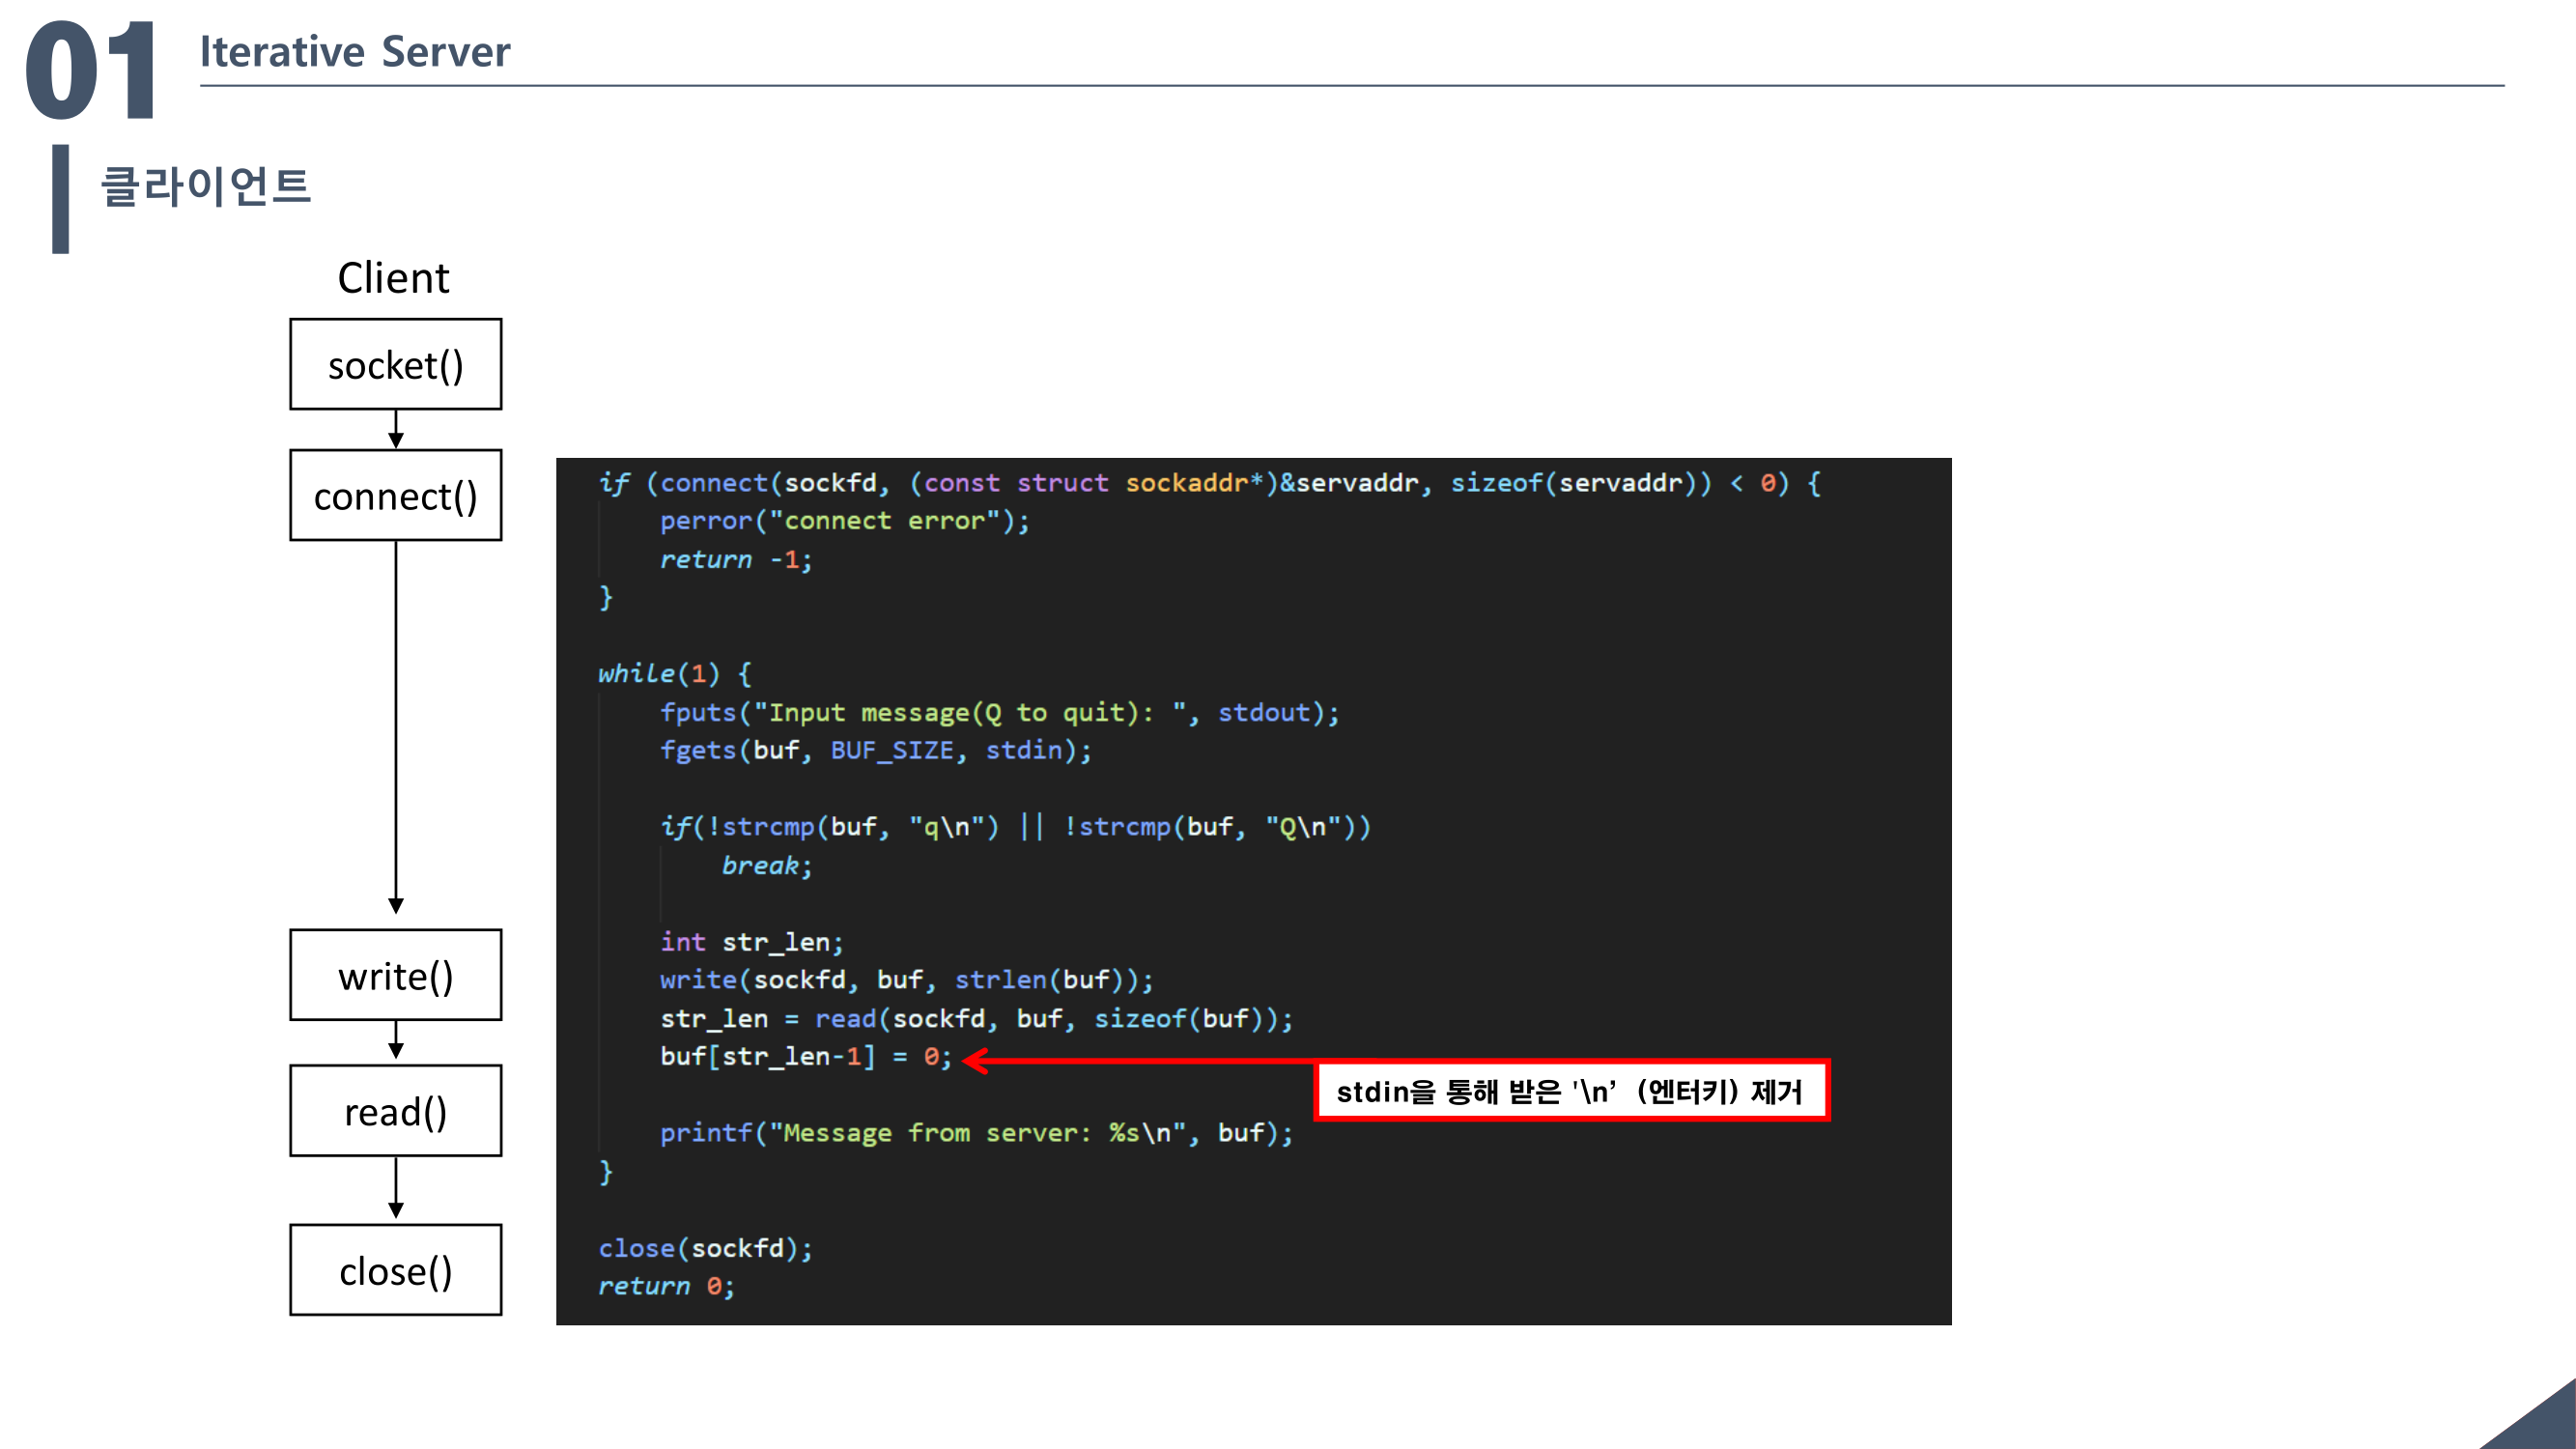 01
Iterative Server
클라이언트
Client
socket()
connect()
write()
read()
close()
if (connect(sockfd, (const struct sockaddr*)&servaddr, sizeof(servaddr)) < 0) {
    perror("connect error");
    return -1;
}
while(1) {
    fputs("Input message(Q to quit): ", stdout);
    fgets(buf, BUF_SIZE, stdin);
    if(!strcmp(buf, "q\n") || !strcmp(buf, "Q\n"))
        break;
    int str_len;
    write(sockfd, buf, strlen(buf));
    str_len = read(sockfd, buf, sizeof(buf));
    buf[str_len-1] = 0;
stdin을 통해 받은 '\n’ (엔터키) 제거
    printf("Message from server: %s\n", buf);
}
close(sockfd);
return 0;